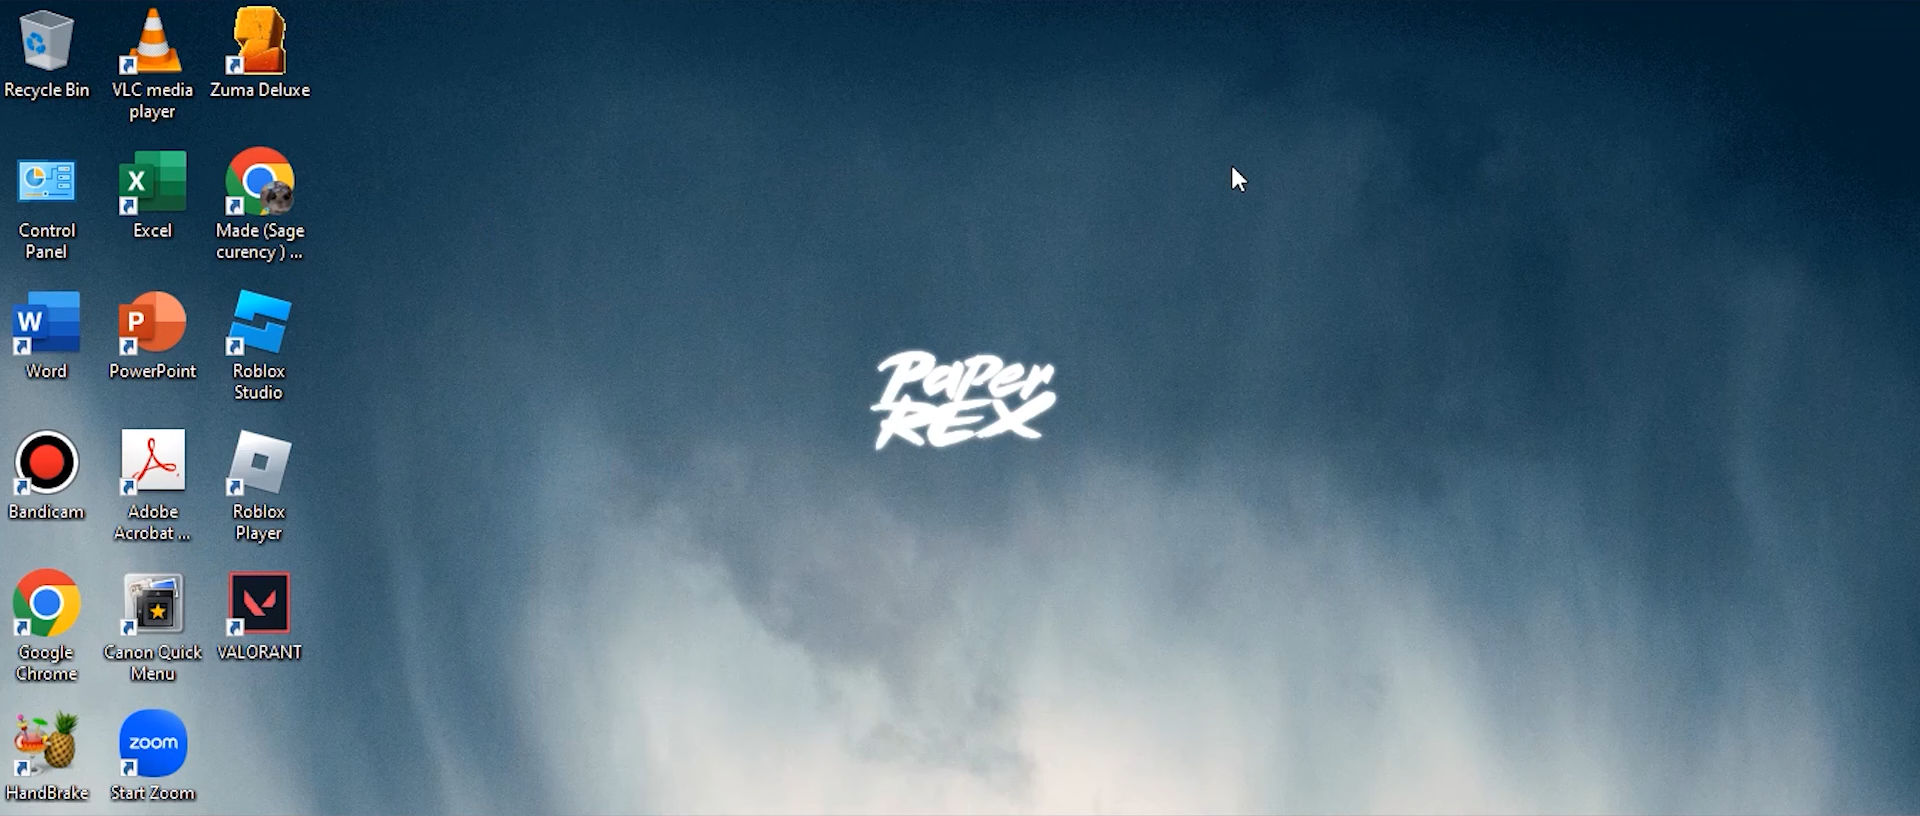 Recycle Bin
VLC media
player
Zuma Deluxe
Control
Panel
X
Excel
Made (Sage
curency ) ...
W
Word
P
PowerPoint
Roblox
Studio
Paper
REX
Bandicam
Adobe
Acrobat ...
Roblox
Player
Google
Chrome
Canon Quick
Menu
VALORANT
HandBrake
zoom
Start Zoom